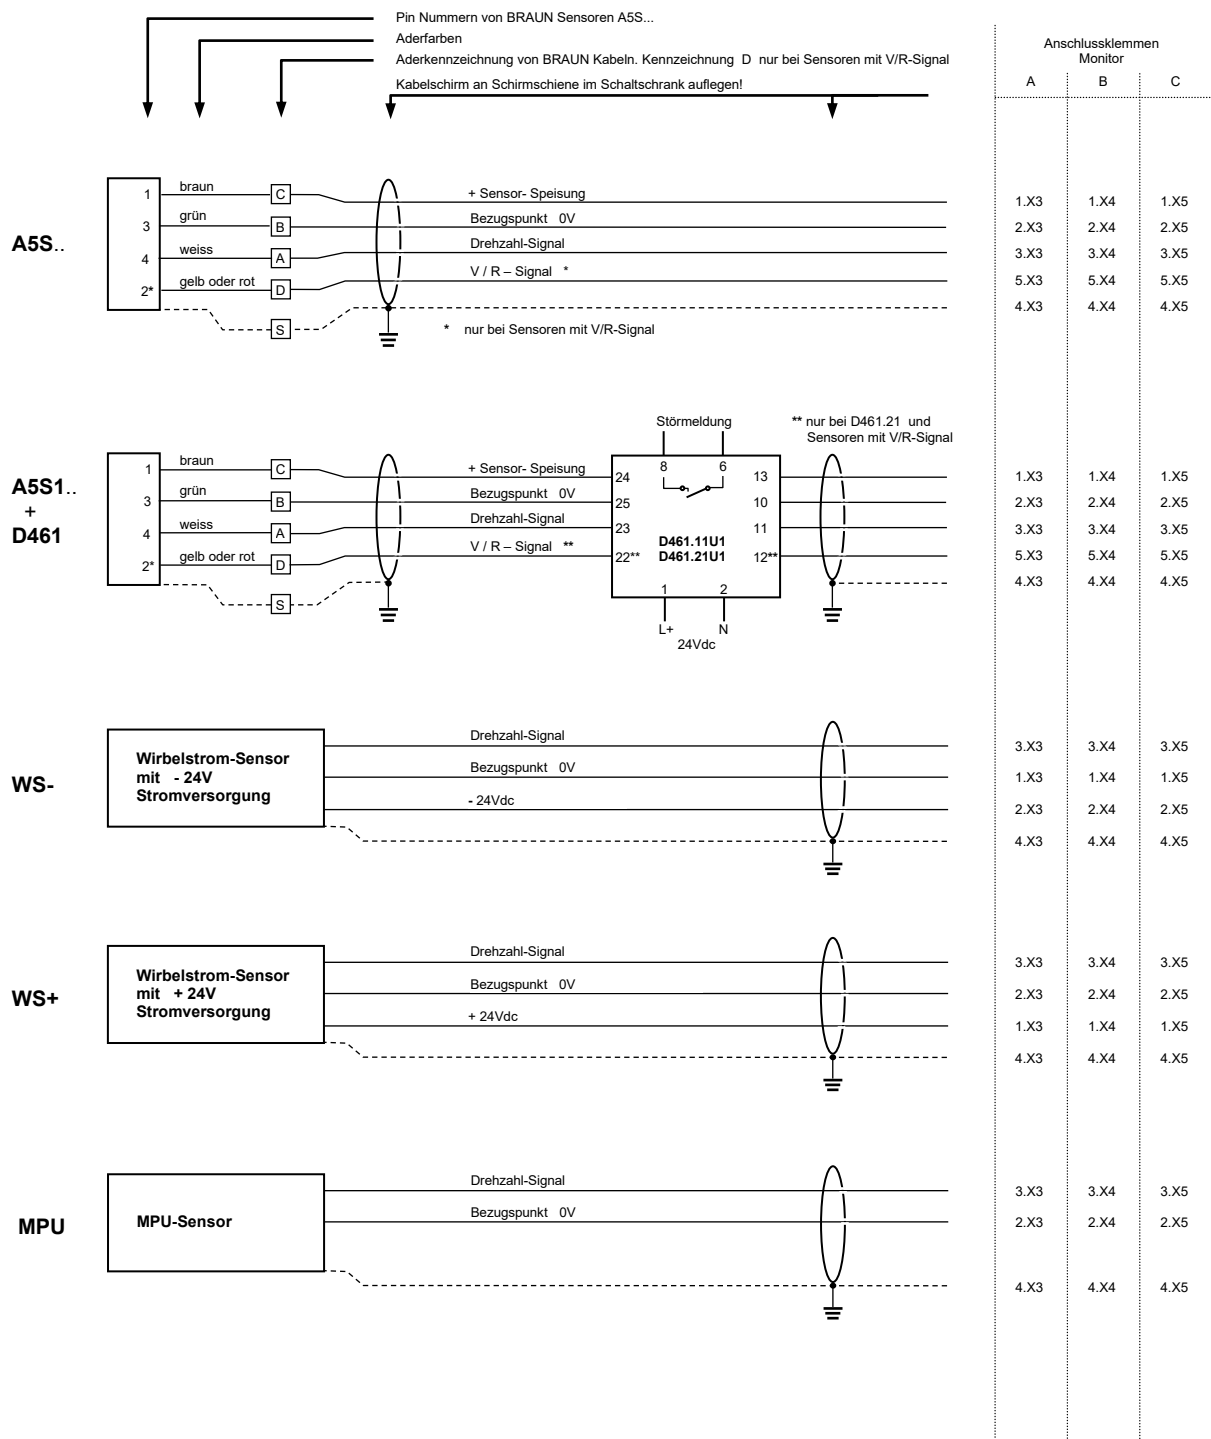 Pin Nummern von BRAUN Sensoren A5S...
Aderfarben
Aderkennzeichnung von BRAUN Kabeln. Kennzeichnung D nur bei Sensoren mit V/R-Signal
Kabelschirm an Schirmschiene im Schaltschrank auflegen!
Anschlussklemmen
Monitor
A B C
A5S..
1 braun C + Sensor- Speisung 1.X3 1.X4 1.X5
3 grün B Bezugspunkt 0V 2.X3 2.X4 2.X5
4 weiss A Drehzahl-Signal 3.X3 3.X4 3.X5
2* gelb oder rot D V / R – Signal * 5.X3 5.X4 5.X5
4.X3 4.X4 4.X5
S * nur bei Sensoren mit V/R-Signal
Störmeldung ** nur bei D461.21 und
Sensoren mit V/R-Signal
A5S1..
+
D461
8 6
1 braun C + Sensor- Speisung 24 13 1.X3 1.X4 1.X5
3 grün B Bezugspunkt 0V 25 10 2.X3 2.X4 2.X5
4 weiss A Drehzahl-Signal 23 11 3.X3 3.X4 3.X5
D461.11U1
D461.21U1
2* gelb oder rot D V / R – Signal ** 22** 12** 5.X3 5.X4 5.X5
4.X3 4.X4 4.X5
S
1 2
L+ N
24Vdc
WS-
Wirbelstrom-Sensor
mit - 24V
Stromversorgung
Drehzahl-Signal 3.X3 3.X4 3.X5
Bezugspunkt 0V 1.X3 1.X4 1.X5
- 24Vdc 2.X3 2.X4 2.X5
4.X3 4.X4 4.X5
WS+
Wirbelstrom-Sensor
mit + 24V
Stromversorgung
Drehzahl-Signal 3.X3 3.X4 3.X5
Bezugspunkt 0V 2.X3 2.X4 2.X5
+ 24Vdc 1.X3 1.X4 1.X5
4.X3 4.X4 4.X5
MPU
MPU-Sensor
Drehzahl-Signal 3.X3 3.X4 3.X5
Bezugspunkt 0V 2.X3 2.X4 2.X5
4.X3 4.X4 4.X5